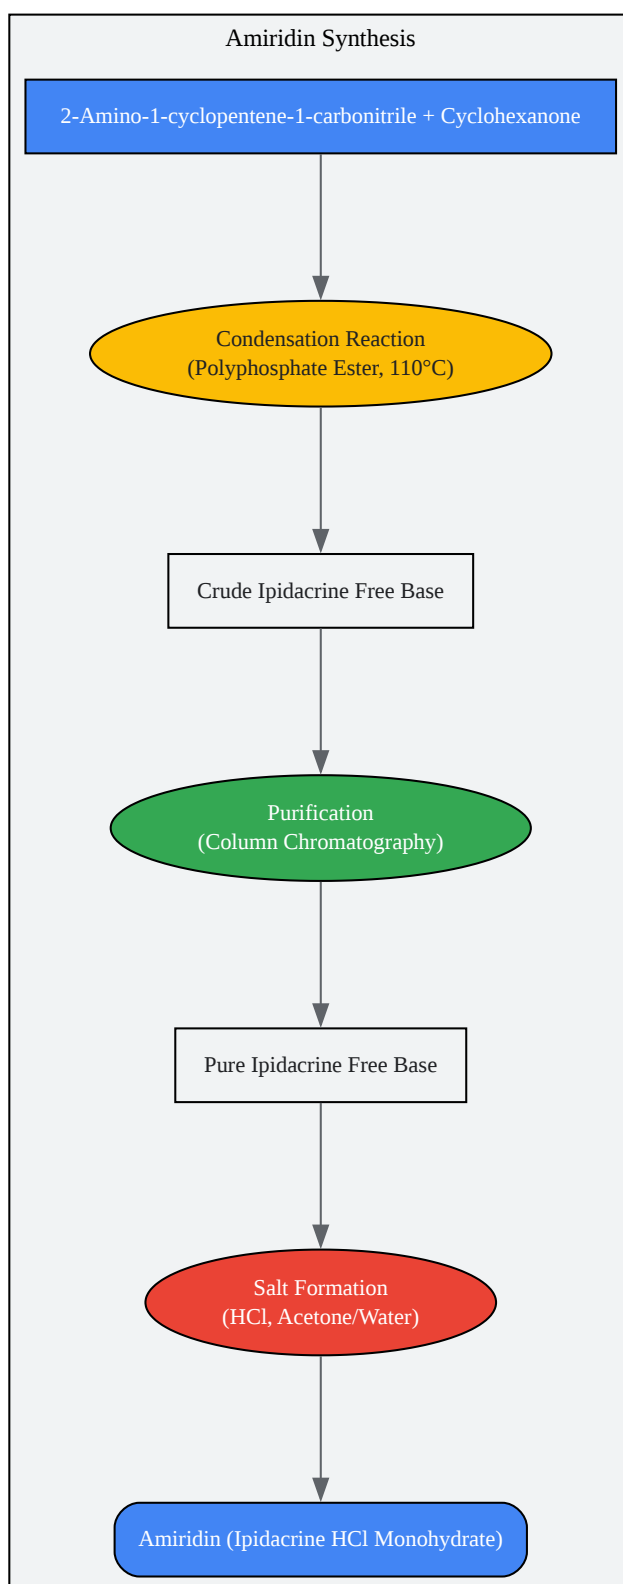 Amiridin Synthesis
2-Amino-1-cyclopentene-1-carbonitrile + Cyclohexanone
Condensation Reaction
(Polyphosphate Ester, 110°C)
Crude Ipidacrine Free Base
Purification
(Column Chromatography)
Pure Ipidacrine Free Base
Salt Formation
(HCl, Acetone/Water)
Amiridin (Ipidacrine HCl Monohydrate)